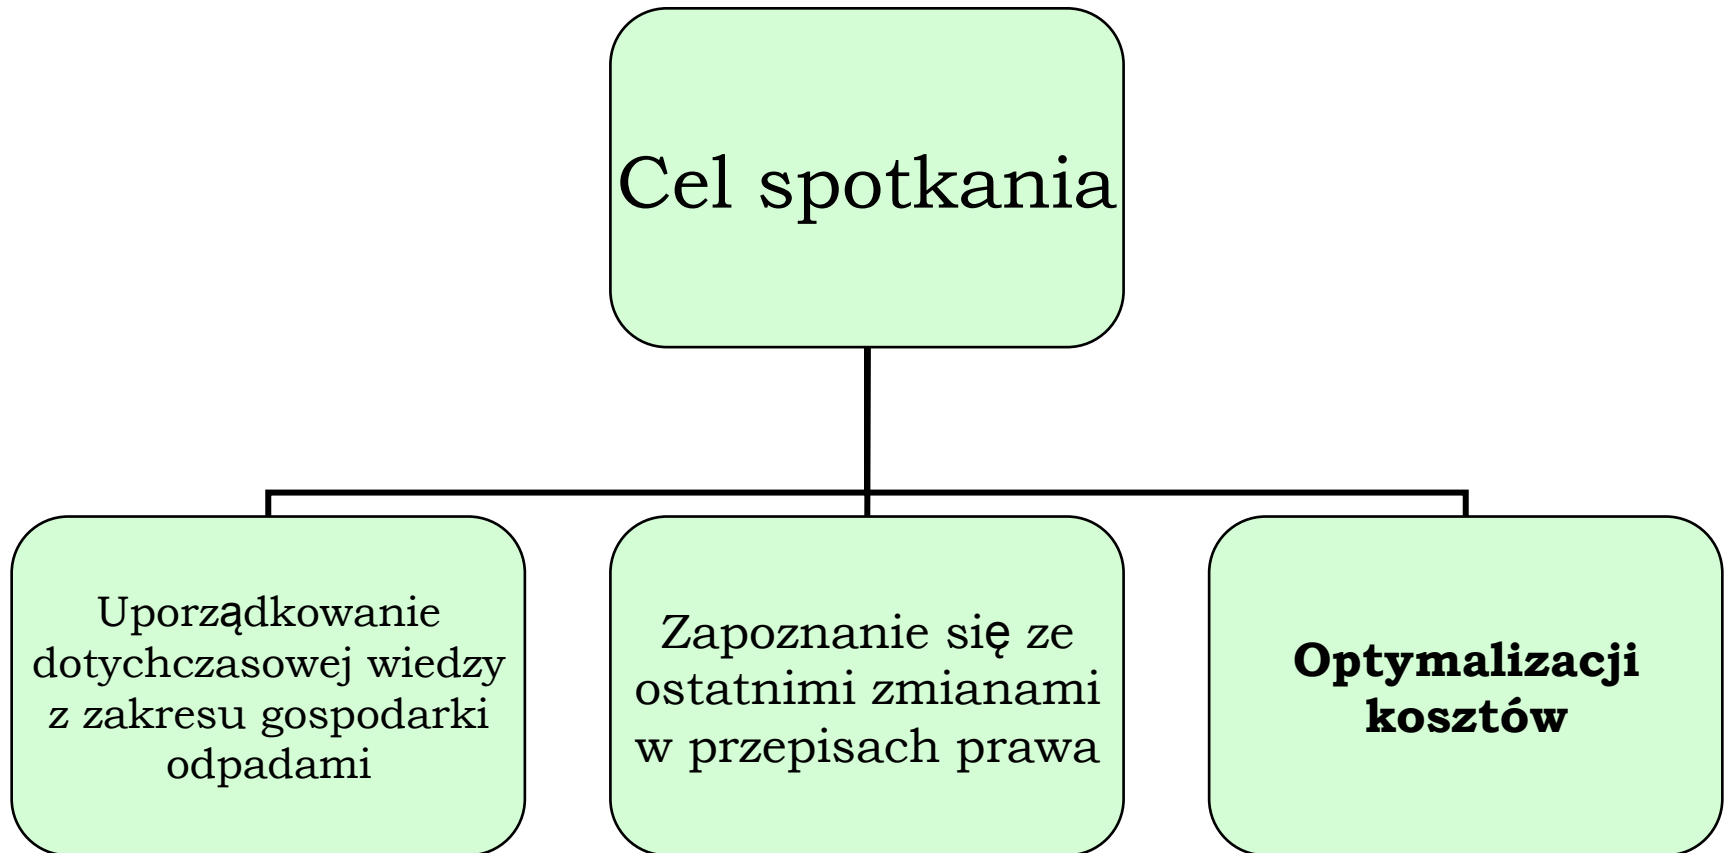 Cel spotkania
Uporządkowanie
dotychczasowej wiedzy
z zakresu gospodarki
odpadami
Zapoznanie się ze
ostatnimi zmianami
w przepisach prawa
Optymalizacji
kosztów